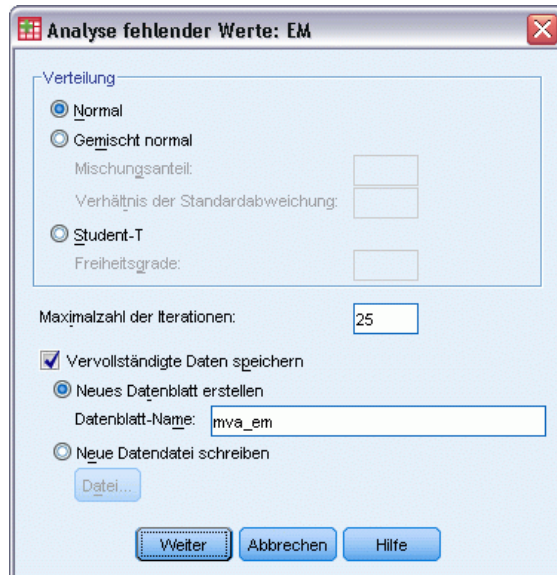 Analyse fehlender Werte: EM
Verteilung
Normal
Gemischt normal
Mischungsanteil:
Verhältnis der Standardabweichung:
Student-T
Freiheitsgrade:
Maximalzahl der Iterationen: 25
Vervollständigte Daten speichern
Neues Datenblatt erstellen
Datenblatt-Name: mva_em
Neue Datendatei schreiben
Datei...
Weiter Abbrechen Hilfe